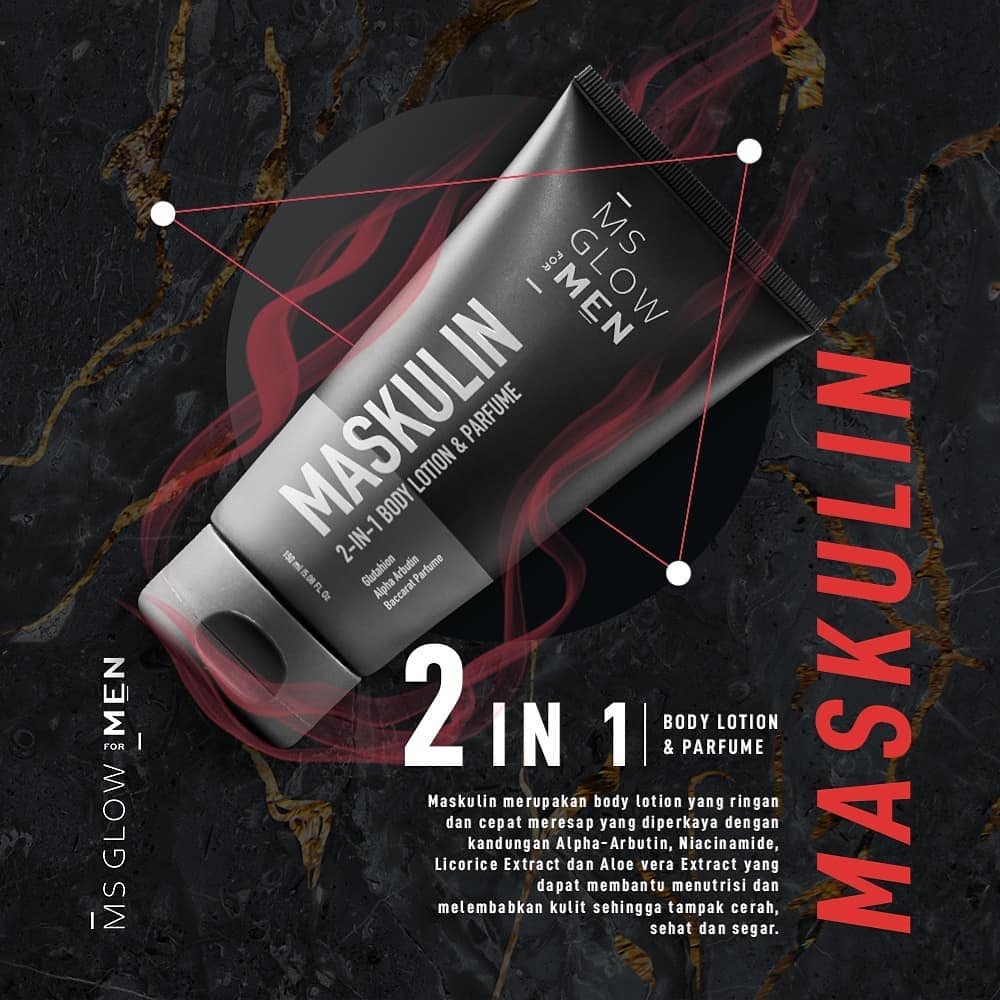 MS
GLOW
FOR
MEN
MASKULIN
2-IN-1 BODY LOTION & PARFUME
150 ml /5.08 FL Oz
Glutahion
Alpha Arbutin
Baccarat Parfume
MASKULIN
MS GLOW FOR MEN
2 IN 1
BODY LOTION
& PARFUME
Maskulin merupakan body lotion yang ringan
dan cepat meresap yang diperkaya dengan
kandungan Alpha-Arbutin, Niacinamide,
Licorice Extract dan Aloe vera Extract yang
dapat membantu menutrisi dan
melembabkan kulit sehingga tampak cerah,
sehat dan segar.